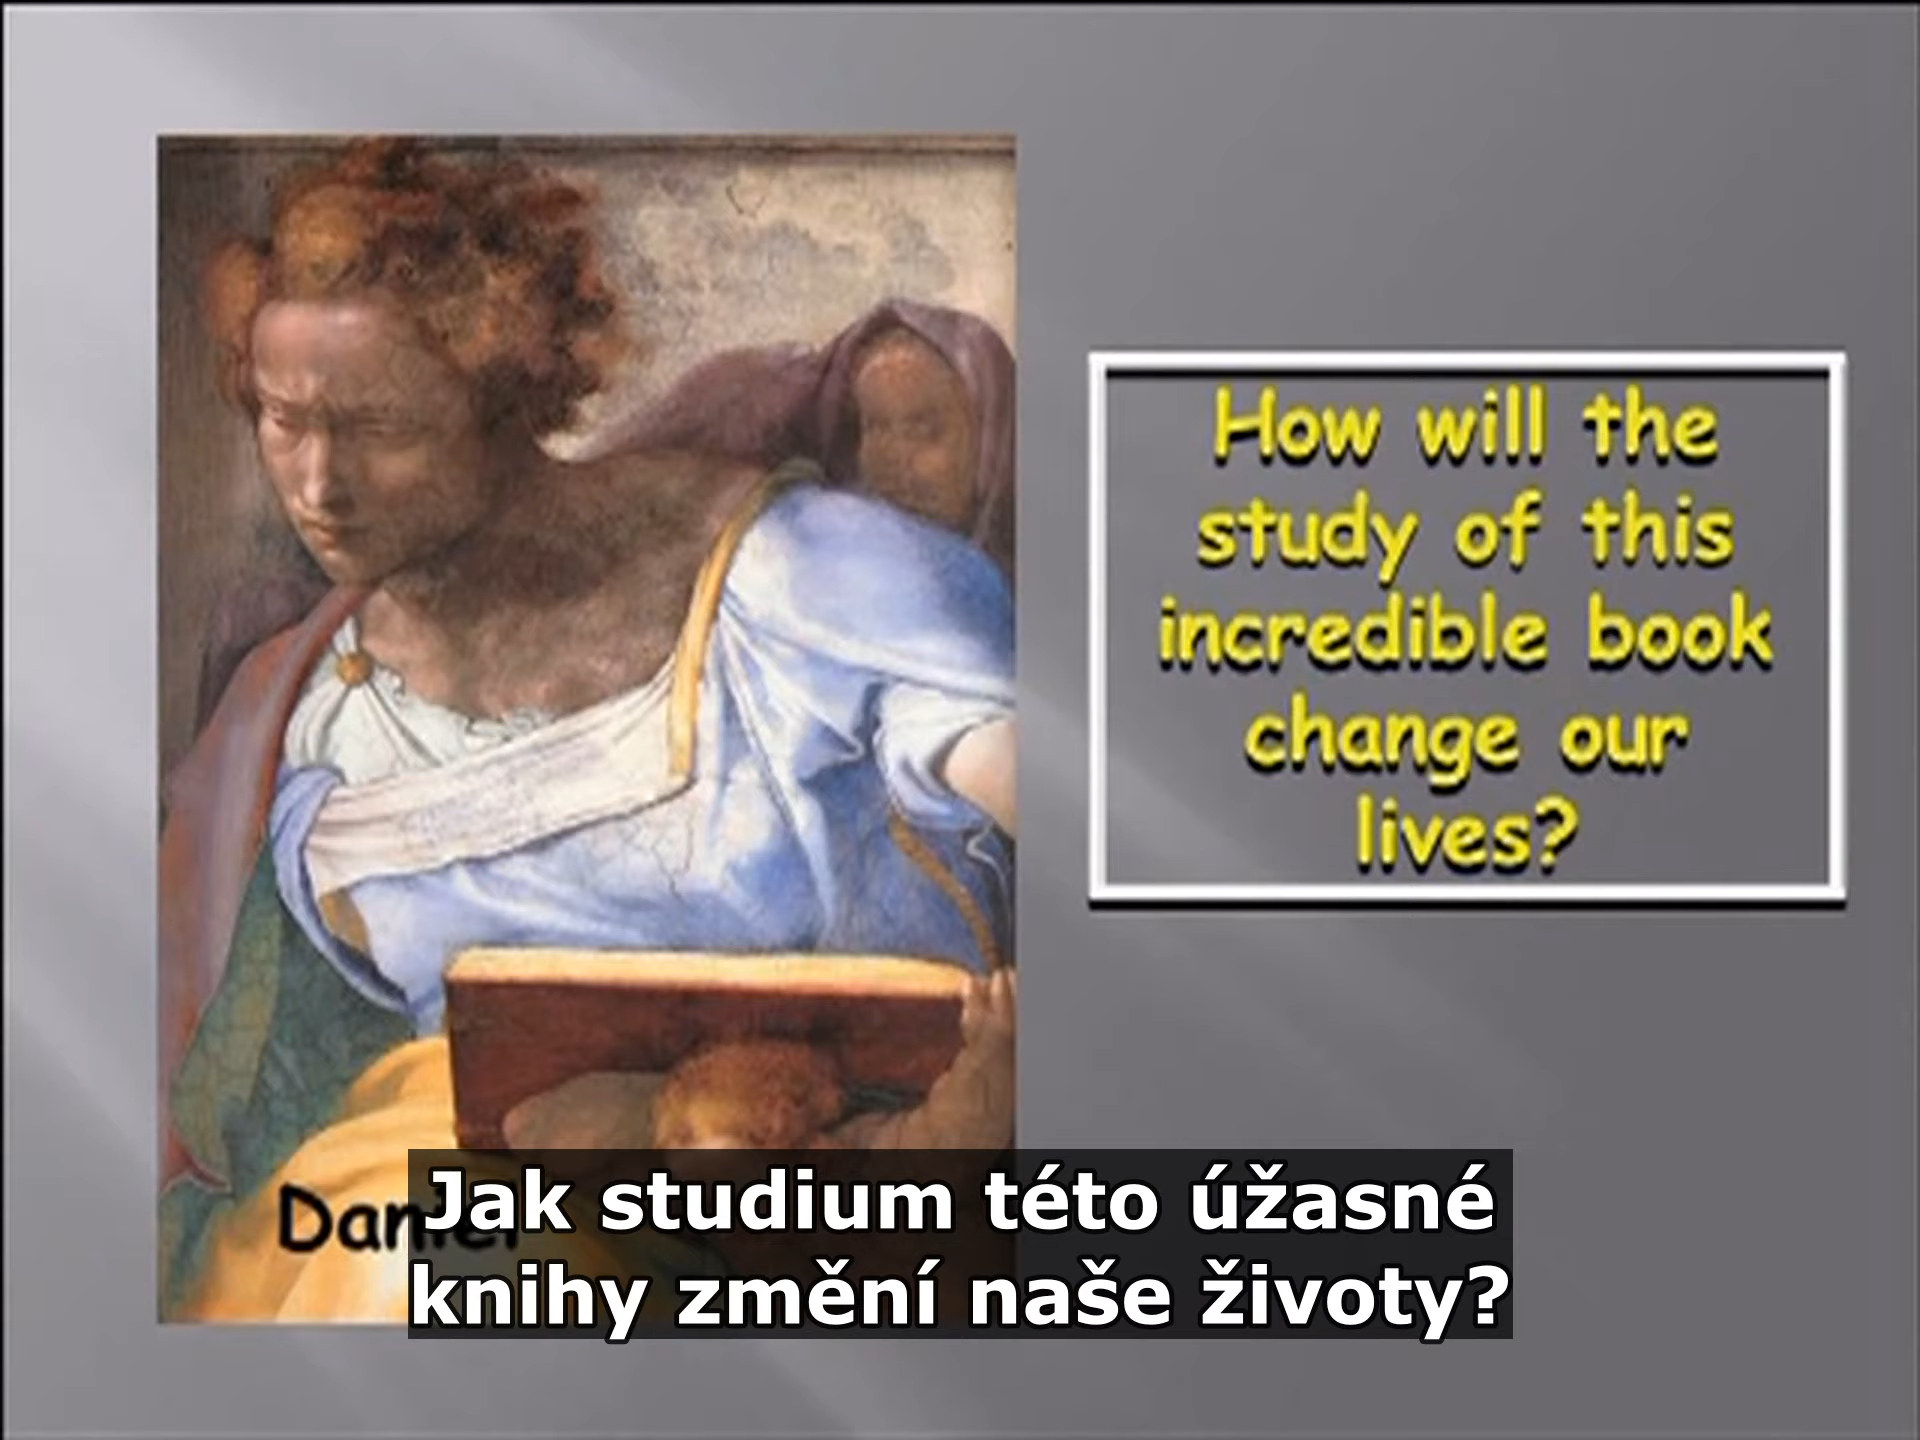 How will the
study of this
incredible book
change our
lives?
Daniel
Jak studium této úžasné
knihy změní naše životy?